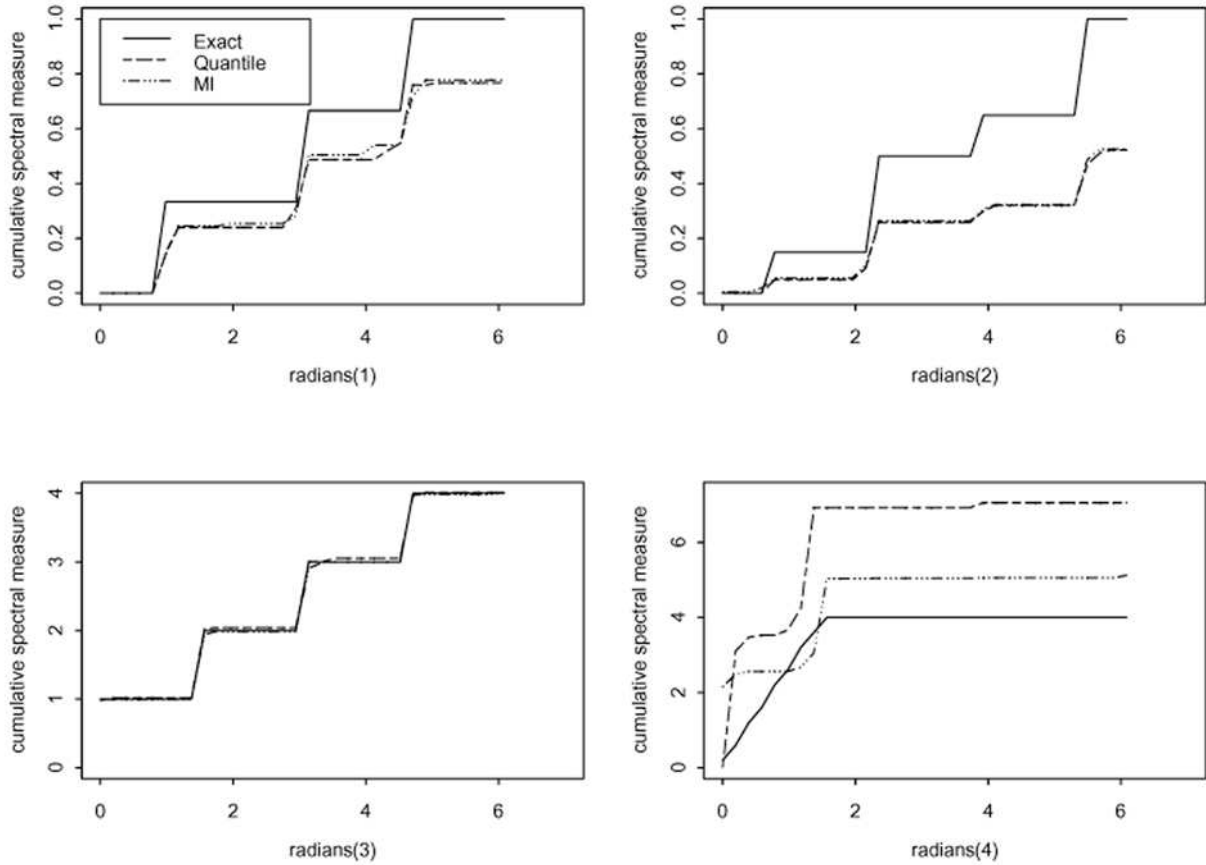 cumulative spectral measure
1.0
0.8
0.6
0.4
0.2
0.0
Exact
Quantile
MI
0 2 4 6
radians(1)
cumulative spectral measure
1.0
0.8
0.6
0.4
0.2
0.0
0 2 4 6
radians(2)
cumulative spectral measure
4
3
2
1
0
0 2 4 6
radians(3)
cumulative spectral measure
6
4
2
0
0 2 4 6
radians(4)